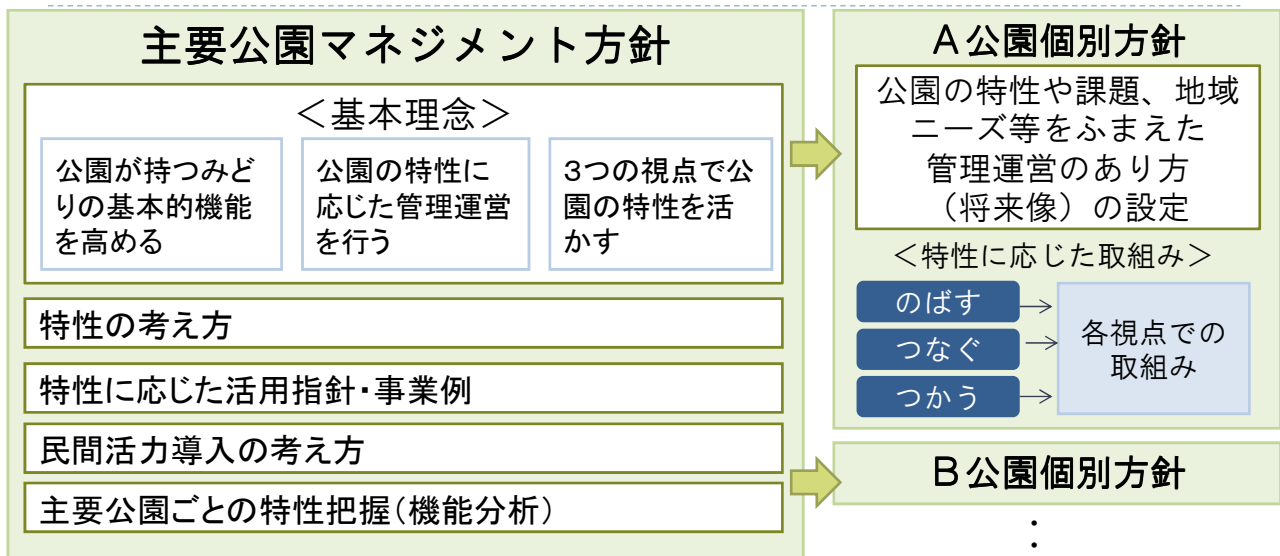 主要公園マネジメント方針
＜基本理念＞
公園が持つみど
りの基本的機能
を高める
公園の特性に
応じた管理運営
を行う
３つの視点で公
園の特性を活
かす
特性の考え方
特性に応じた活用指針・事業例
民間活力導入の考え方
主要公園ごとの特性把握（機能分析）
Ａ公園個別方針
公園の特性や課題、地域
ニーズ等をふまえた
管理運営のあり方
（将来像）の設定
＜特性に応じた取組み＞
のばす
つなぐ
つかう
各視点での
取組み
Ｂ公園個別方針
：